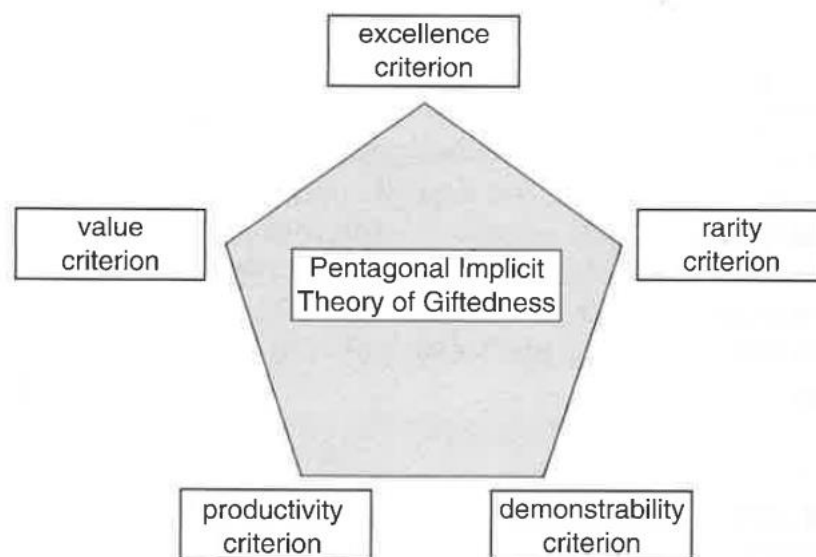 excellence
criterion
value
criterion
rarity
criterion
Pentagonal Implicit
Theory of Giftedness
productivity
criterion
demonstrability
criterion